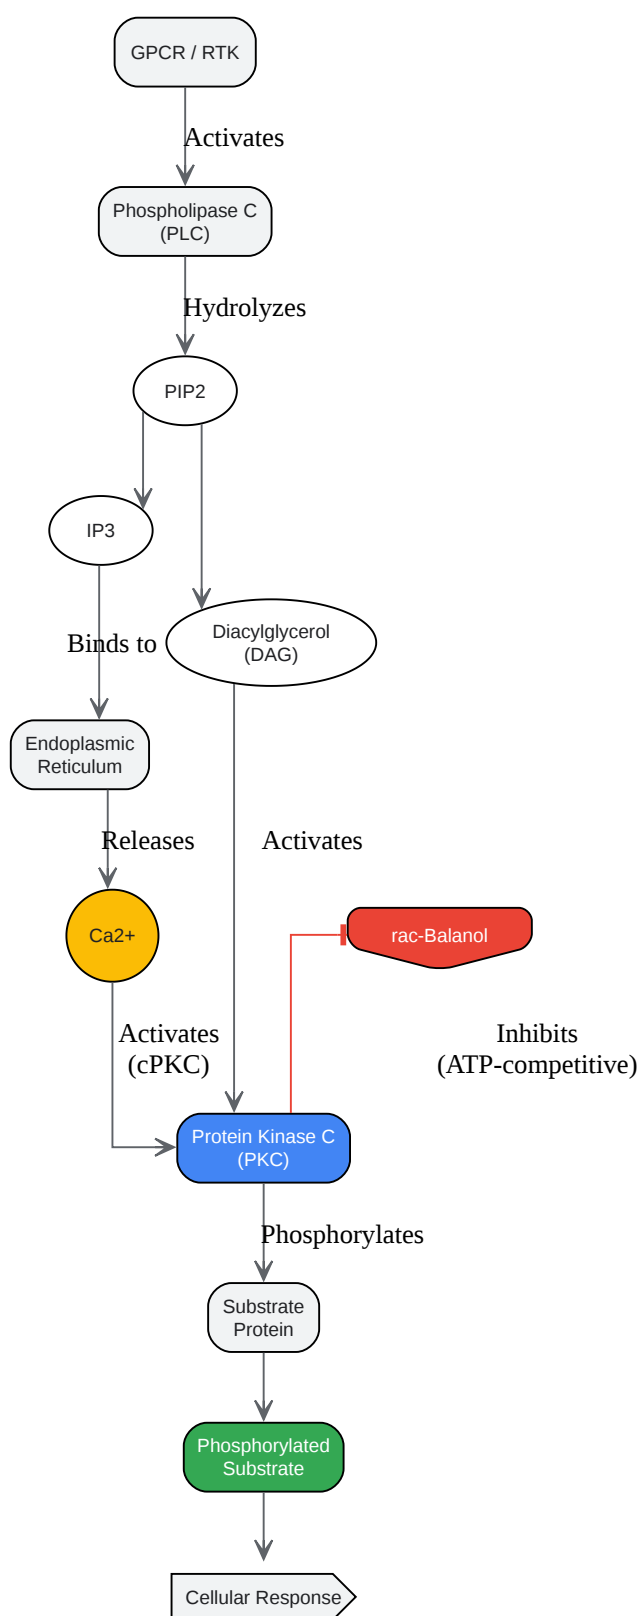 GPCR / RTK
Activates
Phospholipase C
(PLC)
Hydrolyzes
PIP2
IP3
Diacylglycerol
(DAG)
Binds to
Endoplasmic
Reticulum
Releases
Activates
Ca2+
rac-Balanol
Activates
(cPKC)
Inhibits
(ATP-competitive)
Protein Kinase C
(PKC)
Phosphorylates
Substrate
Protein
Phosphorylated
Substrate
Cellular Response